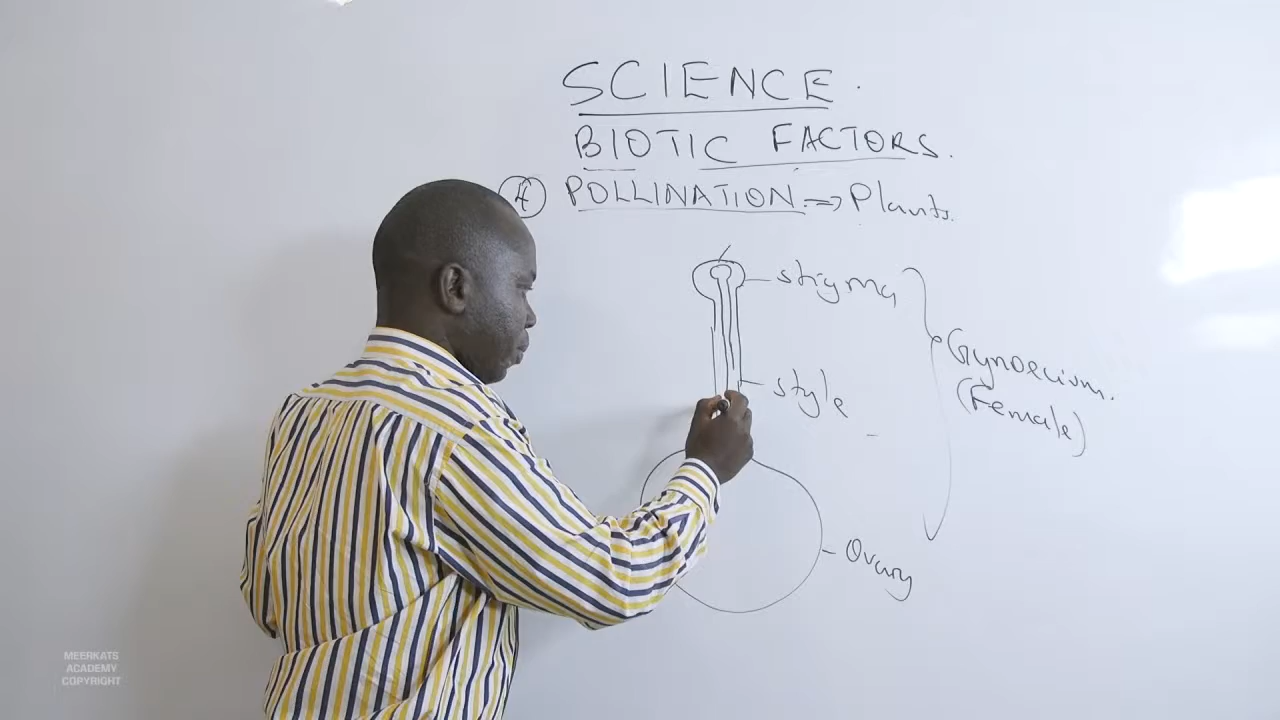 SCIENCE.
BIOTIC FACTORS.
④ POLLINATION => Plants.
stigma
Gynoecium.
(Female)
style
Ovary
MEERKATS
ACADEMY
COPYRIGHT